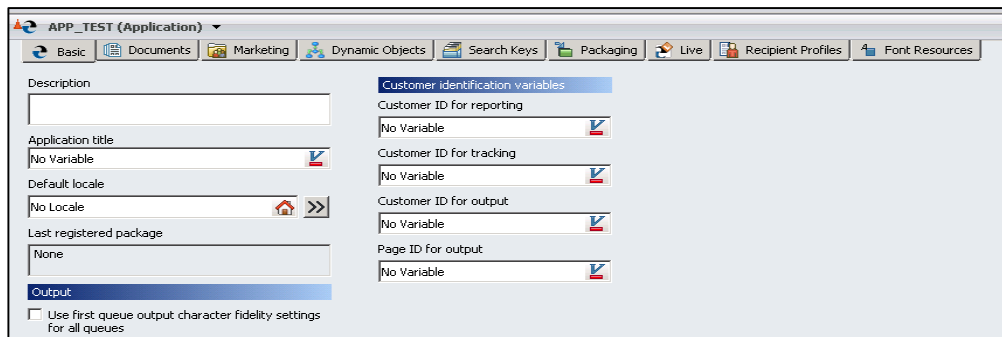 APP_TEST (Application)
Basic Documents Marketing Dynamic Objects Search Keys Packaging Live Recipient Profiles Font Resources
Description
Application title
No Variable
Default locale
No Locale
Last registered package
None
Output
Use first queue output character fidelity settings
for all queues
Customer identification variables
Customer ID for reporting
No Variable
Customer ID for tracking
No Variable
Customer ID for output
No Variable
Page ID for output
No Variable